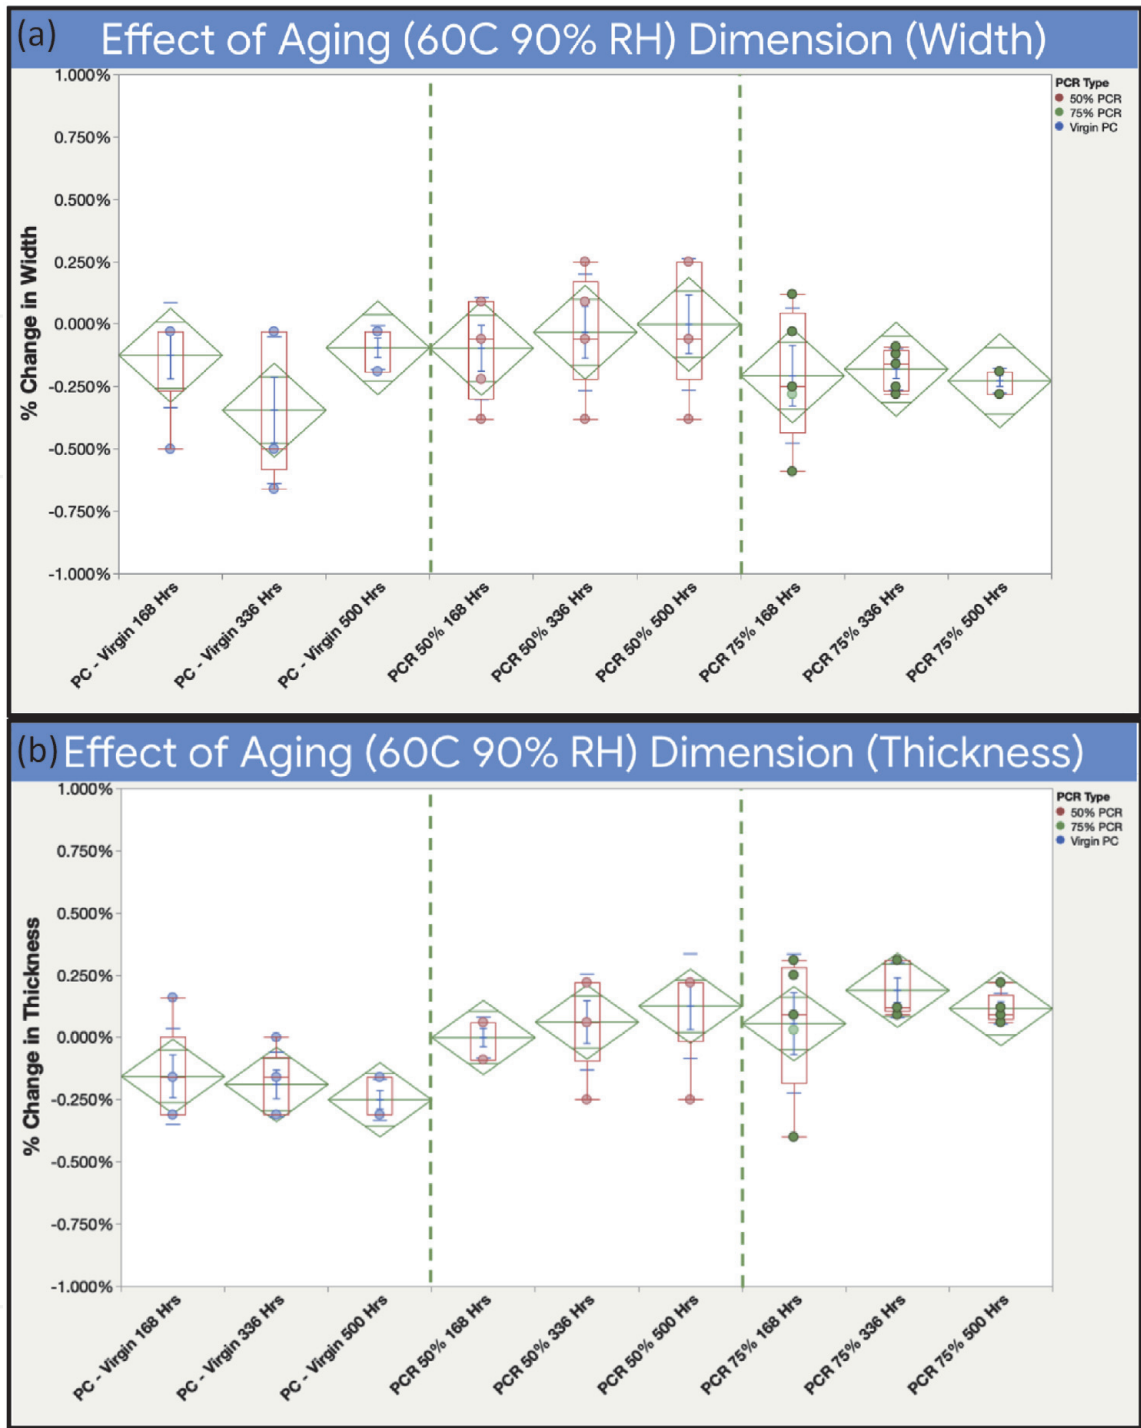 (a) Effect of Aging (60C 90% RH) Dimension (Width)
1.000%
0.750%
0.500%
0.250%
0.000%
-0.250%
-0.500%
-0.750%
-1.000%
% Change in Width
PCR Type
50% PCR
75% PCR
Virgin PC
PC - Virgin 168 Hrs
PC - Virgin 336 Hrs
PC - Virgin 500 Hrs
PCR 50% 168 Hrs
PCR 50% 336 Hrs
PCR 50% 500 Hrs
PCR 75% 168 Hrs
PCR 75% 336 Hrs
PCR 75% 500 Hrs
(b) Effect of Aging (60C 90% RH) Dimension (Thickness)
1.000%
0.750%
0.500%
0.250%
0.000%
-0.250%
-0.500%
-0.750%
-1.000%
% Change in Thickness
PCR Type
50% PCR
75% PCR
Virgin PC
PC - Virgin 168 Hrs
PC - Virgin 336 Hrs
PC - Virgin 500 Hrs
PCR 50% 168 Hrs
PCR 50% 336 Hrs
PCR 50% 500 Hrs
PCR 75% 168 Hrs
PCR 75% 336 Hrs
PCR 75% 500 Hrs